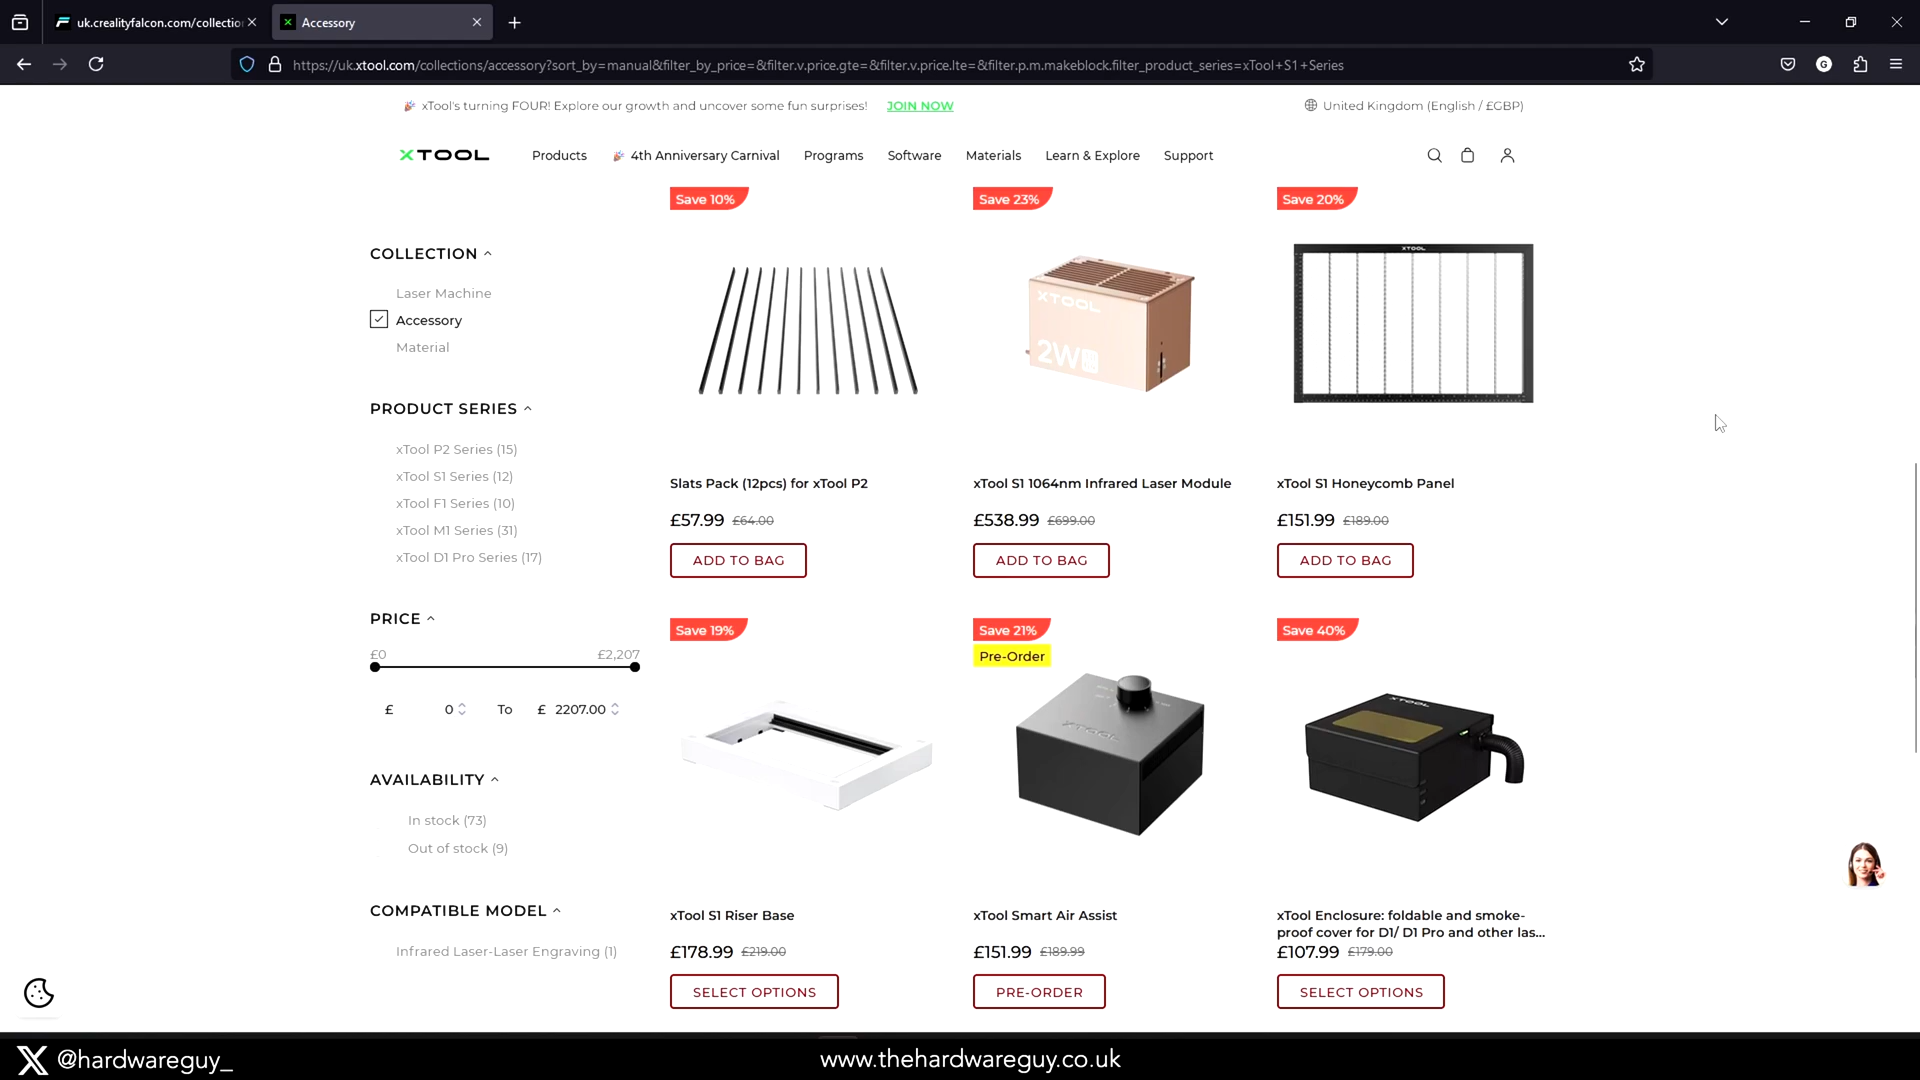 uk.crealityfalcon.com/collectio
Accessory
https://uk.xtool.com/collections/accessory?sort_by=manual&filter_by_price=&filter.v.price.gte=&filter.v.price.lte=&filter.p.m.makeblock.filter_product_series=xTool+S1+Series
G
xTool's turning FOUR! Explore our growth and uncover some fun surprises! JOIN NOW
United Kingdom (English / £GBP)
XTOOL
Products
4th Anniversary Carnival
Programs
Software
Materials
Learn & Explore
Support
COLLECTION
Laser Machine
Accessory
Material
PRODUCT SERIES
xTool P2 Series (15)
xTool S1 Series (12)
xTool F1 Series (10)
xTool M1 Series (31)
xTool D1 Pro Series (17)
PRICE
£0 £2,207
£ 0 To £ 2207.00
AVAILABILITY
In stock (73)
Out of stock (9)
COMPATIBLE MODEL
Infrared Laser-Laser Engraving (1)
Save 10%
Slats Pack (12pcs) for xTool P2
£57.99 £64.00
ADD TO BAG
Save 23%
XTOOL
2W
xTool S1 1064nm Infrared Laser Module
£538.99 £699.00
ADD TO BAG
Save 20%
XTOOL
xTool S1 Honeycomb Panel
£151.99 £189.00
ADD TO BAG
Save 19%
xTool S1 Riser Base
£178.99 £219.00
SELECT OPTIONS
Save 21%
Pre-Order
XTOOL
xTool Smart Air Assist
£151.99 £189.99
PRE-ORDER
Save 40%
XTOOL
xTool Enclosure: foldable and smoke-
proof cover for D1/ D1 Pro and other las...
£107.99 £179.00
SELECT OPTIONS
@hardwareguy_
www.thehardwareguy.co.uk